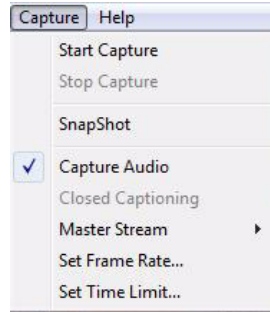 Capture Help
Start Capture
Stop Capture
SnapShot
Capture Audio
Closed Captioning
Master Stream
Set Frame Rate...
Set Time Limit...